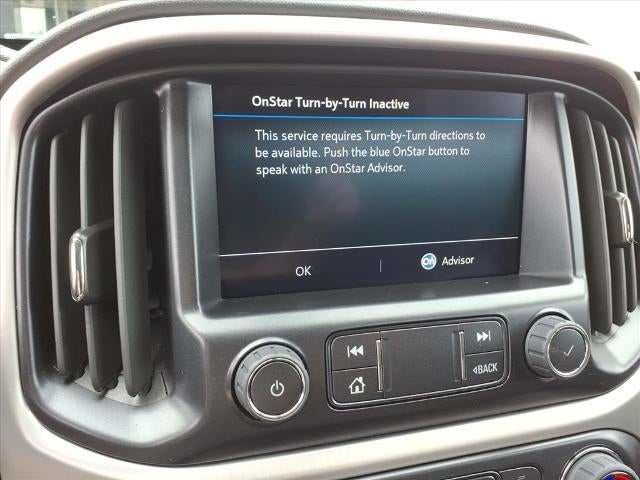 OnStar Turn-by-Turn Inactive
This service requires Turn-by-Turn directions to
be available. Push the blue OnStar button to
speak with an OnStar Advisor.
OK
On Advisor
BACK